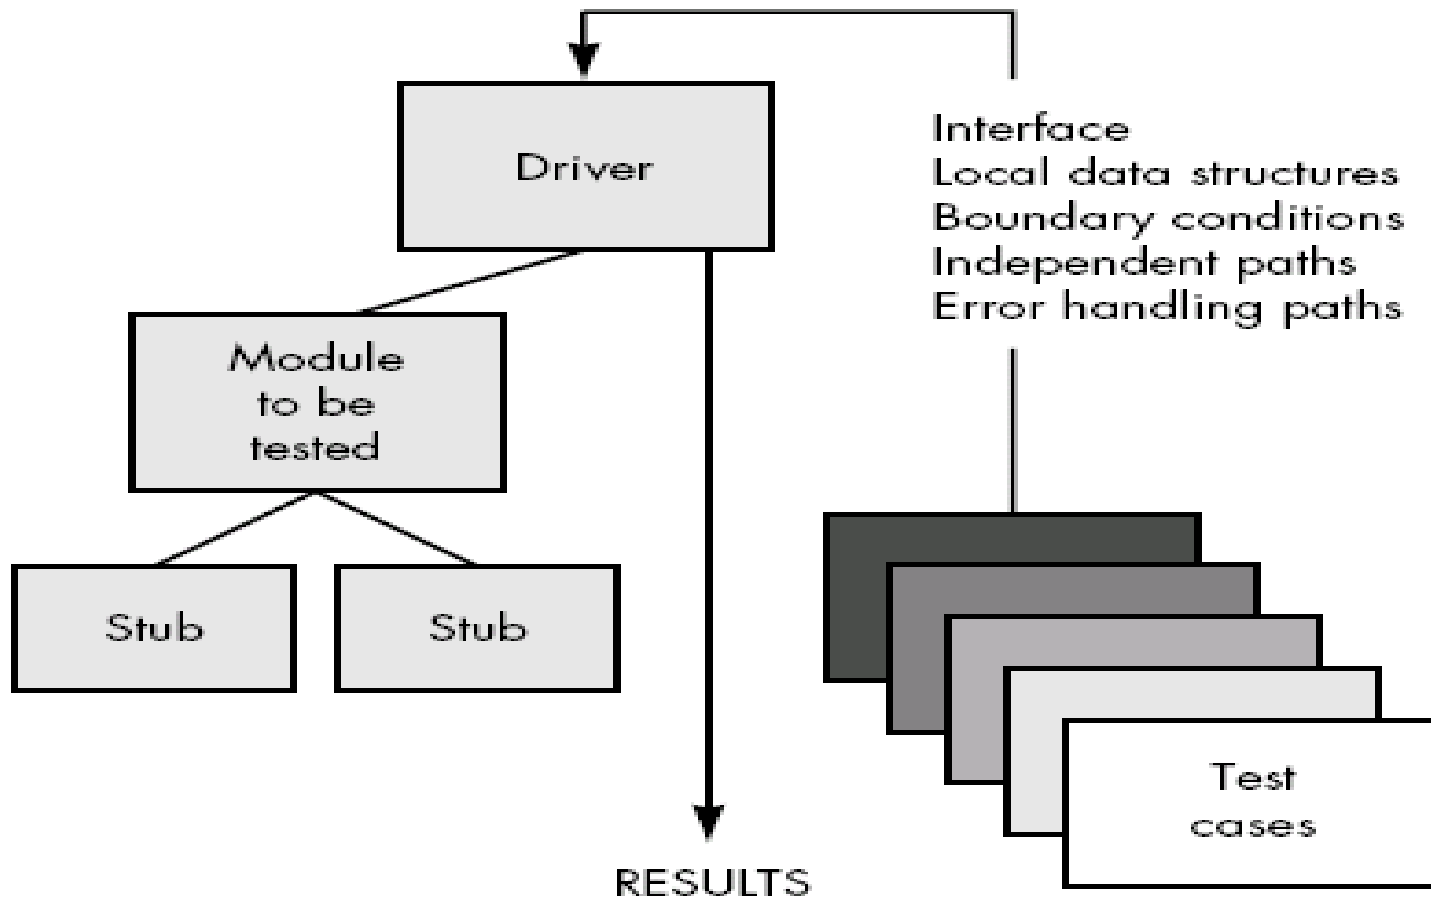 Driver
Interface
Local data structures
Boundary conditions
Independent paths
Error handling paths
Module
to be
tested
Stub
Stub
Test
cases
RESULTS